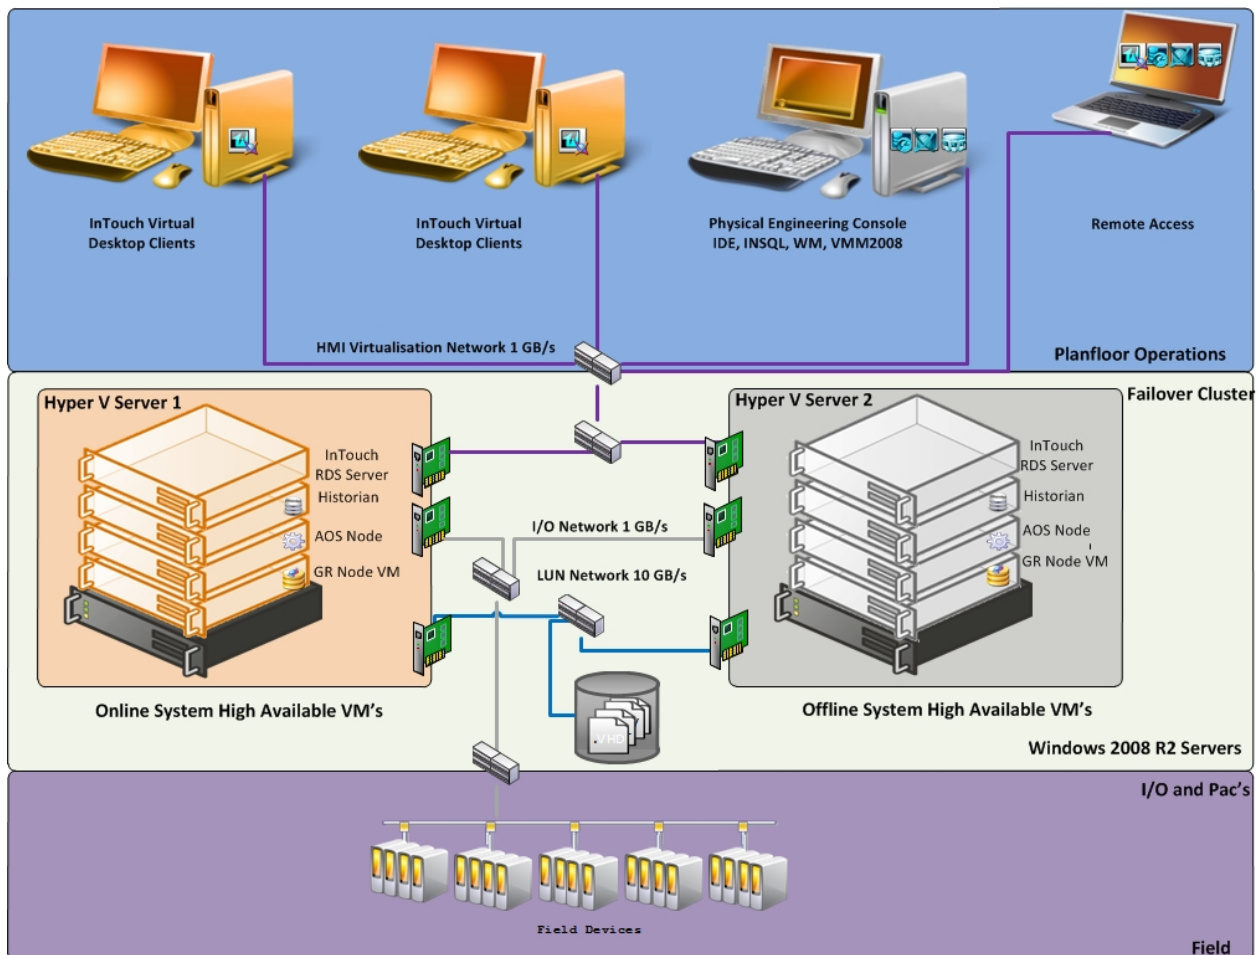 InTouch Virtual
Desktop Clients
InTouch Virtual
Desktop Clients
Physical Engineering Console
IDE, INSQL, WM, VMM2008
Remote Access
HMI Virtualisation Network 1 GB/s
Planfloor Operations
Failover Cluster
Hyper V Server 1
InTouch
RDS Server
Historian
AOS Node
GR Node VM
Online System High Available VM's
I/O Network 1 GB/s
LUN Network 10 GB/s
.VHD
Hyper V Server 2
InTouch
RDS Server
Historian
AOS Node
GR Node VM
Offline System High Available VM's
Windows 2008 R2 Servers
I/O and Pac's
Field Devices
Field